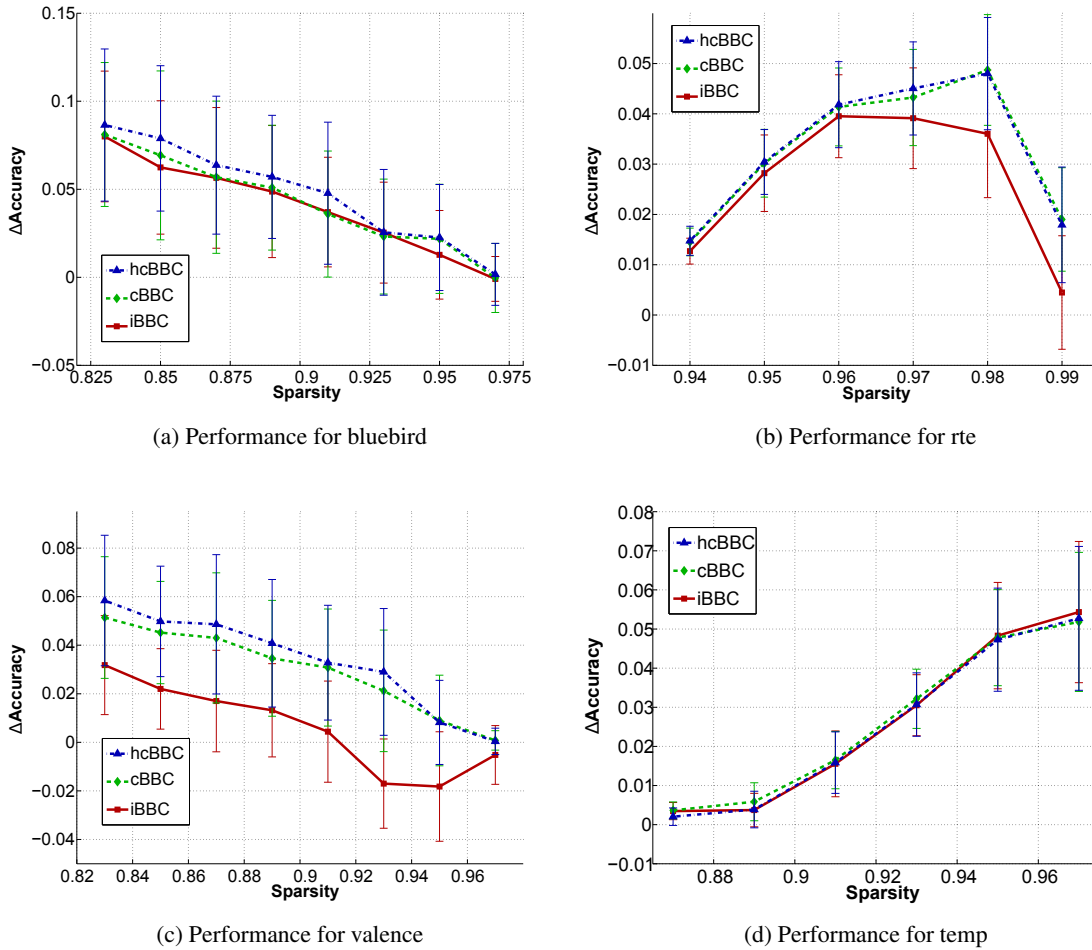 0.15
0.1
0.05
0
−0.05
ΔAccuracy
hcBBC
cBBC
iBBC
0.825 0.85 0.875 0.9 0.925 0.95 0.975
Sparsity
(a) Performance for bluebird
0.05
0.04
0.03
0.02
0.01
0
−0.01
ΔAccuracy
hcBBC
cBBC
iBBC
0.94 0.95 0.96 0.97 0.98 0.99
Sparsity
(b) Performance for rte
0.08
0.06
0.04
0.02
0
−0.02
−0.04
ΔAccuracy
hcBBC
cBBC
iBBC
0.82 0.84 0.86 0.88 0.9 0.92 0.94 0.96
Sparsity
(c) Performance for valence
0.08
0.07
0.06
0.05
0.04
0.03
0.02
0.01
0
−0.01
ΔAccuracy
hcBBC
cBBC
iBBC
0.88 0.9 0.92 0.94 0.96
Sparsity
(d) Performance for temp